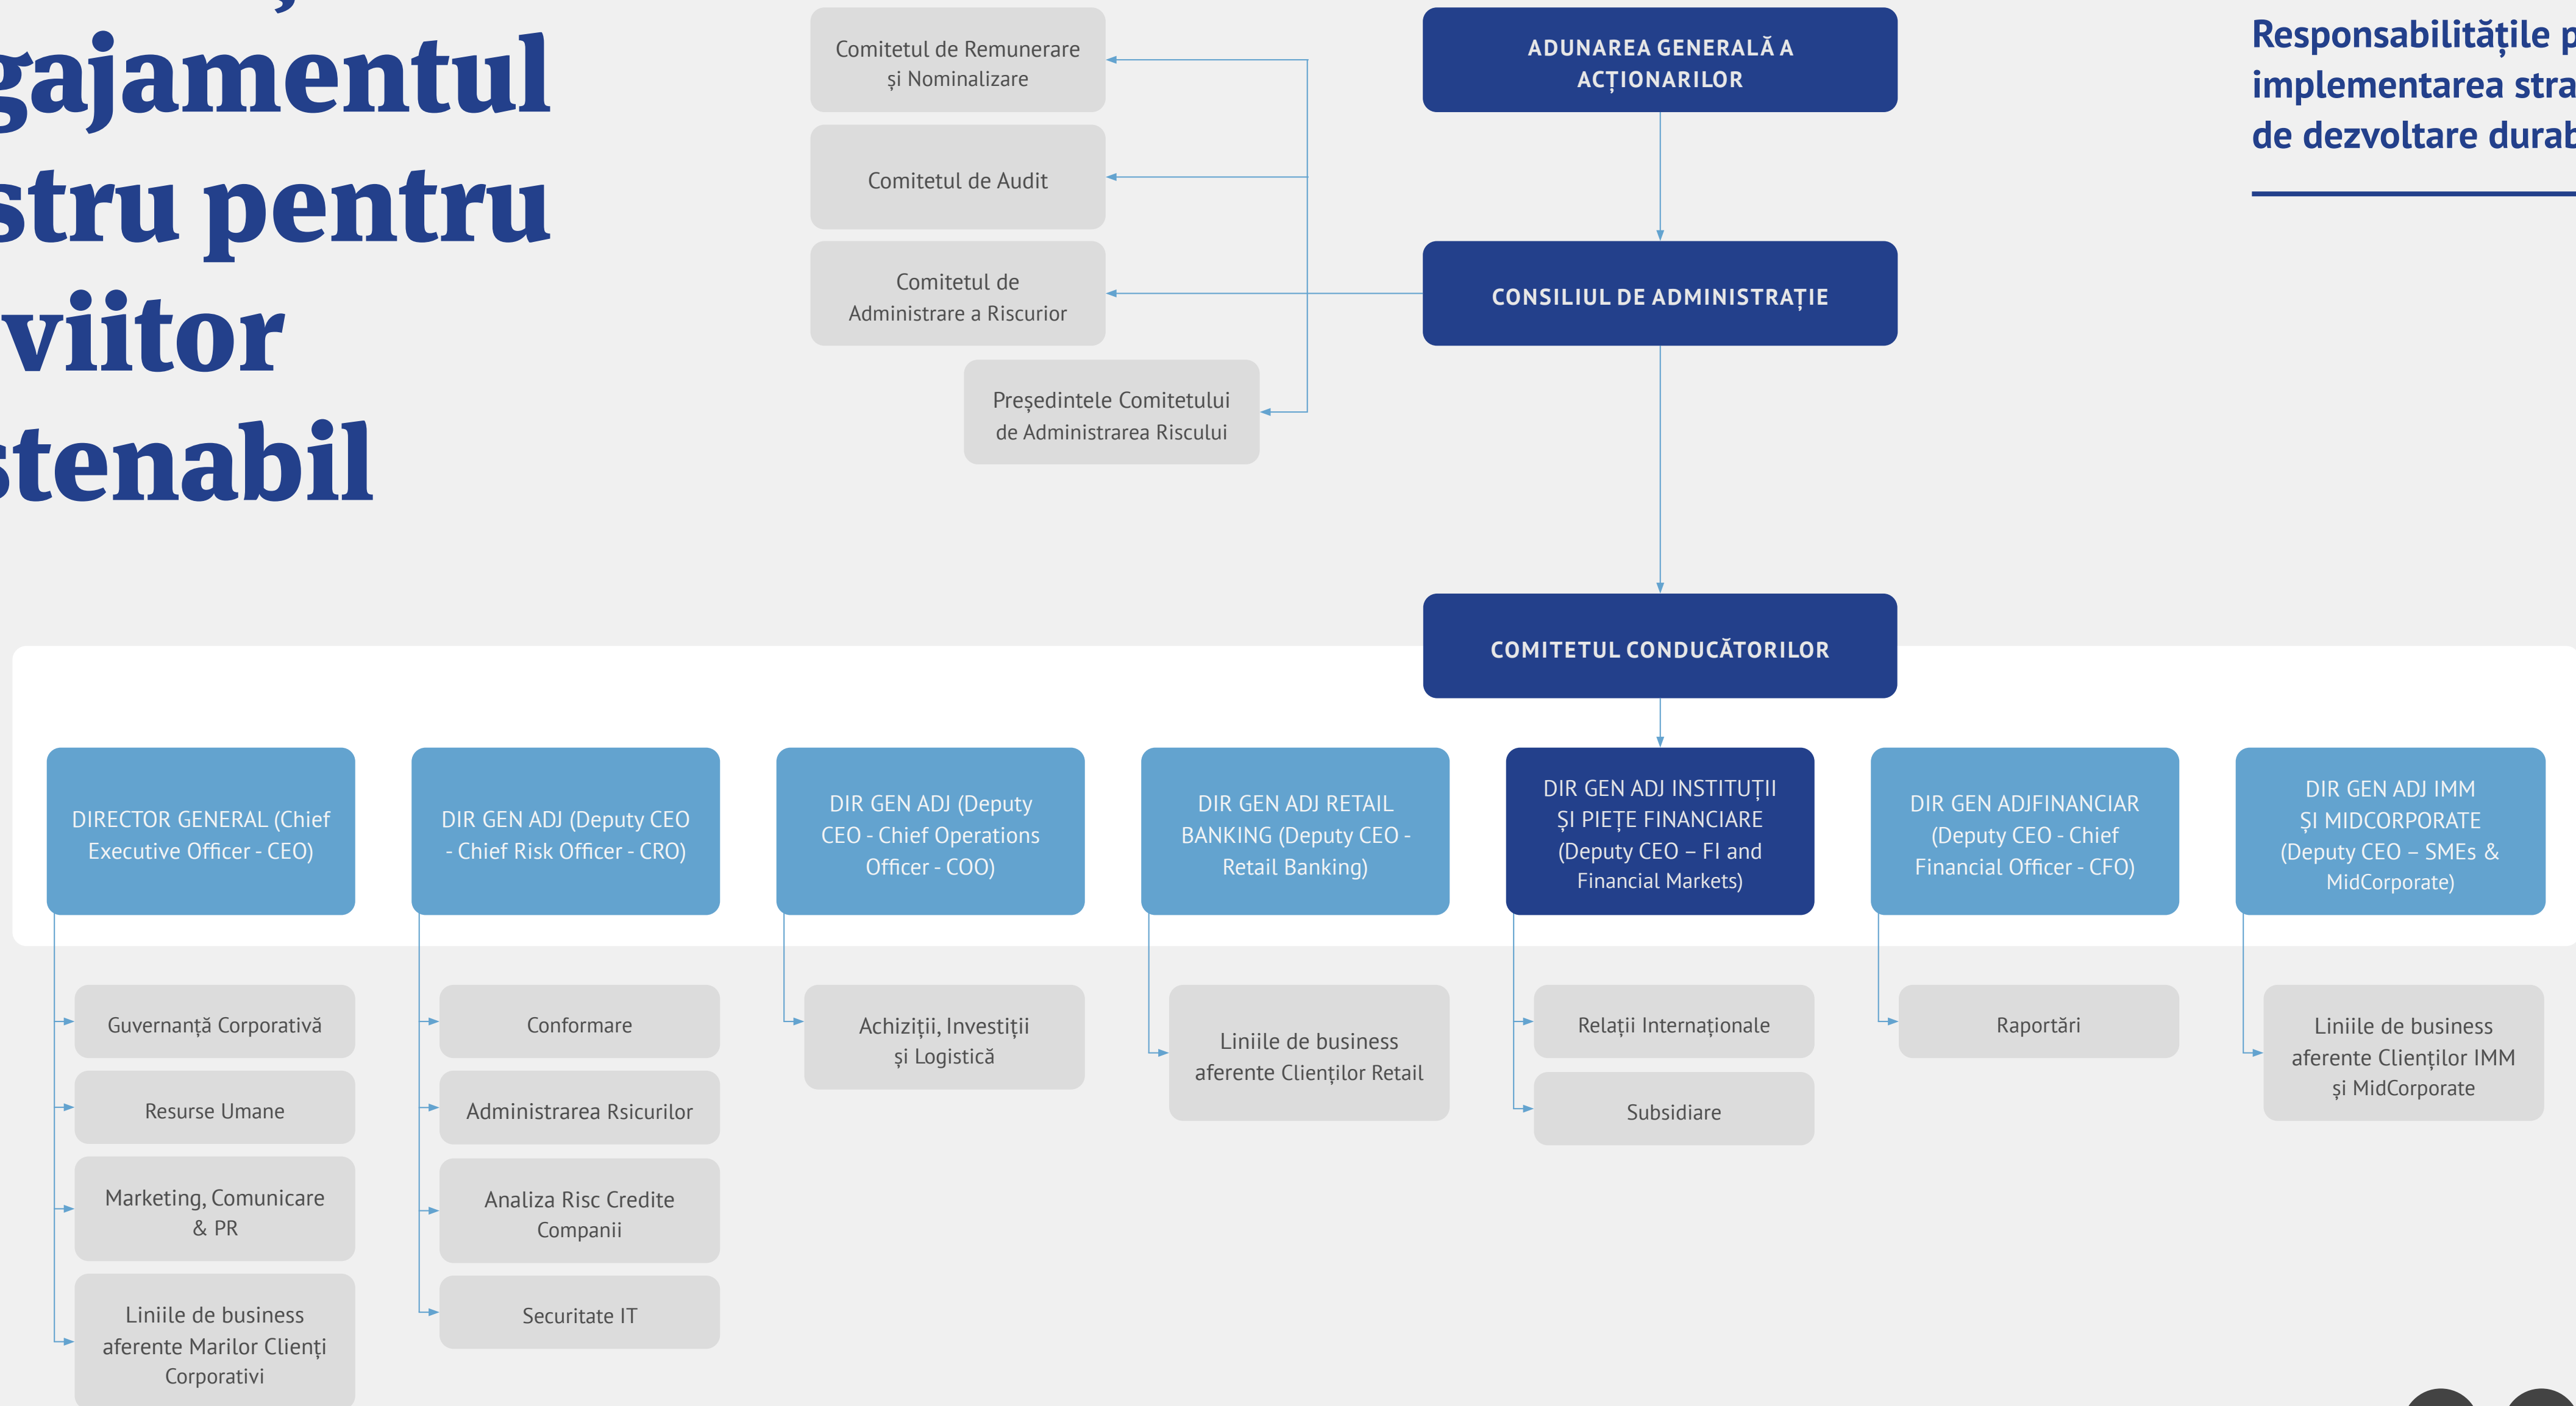 gajamentul
stru pentru
viitor
stenabil
Comitetul de Remunerare
și Nominalizare
Comitetul de Audit
Comitetul de
Administrare a Riscurior
Președintele Comitetului
de Administrarea Riscului
ADUNAREA GENERALĂ A
ACȚIONARILOR
CONSILIUL DE ADMINISTRAȚIE
COMITETUL CONDUCĂTORILOR
Responsabilitățile p
implementarea stra
de dezvoltare durab
DIRECTOR GENERAL (Chief
Executive Officer - CEO)
Guvernanță Corporativă
Resurse Umane
Marketing, Comunicare
& PR
Liniile de business
aferente Marilor Clienți
Corporativi
DIR GEN ADJ (Deputy CEO
- Chief Risk Officer - CRO)
Conformare
Administrarea Rsicurilor
Analiza Risc Credite
Companii
Securitate IT
DIR GEN ADJ (Deputy
CEO - Chief Operations
Officer - COO)
Achiziții, Investiții
și Logistică
DIR GEN ADJ RETAIL
BANKING (Deputy CEO -
Retail Banking)
Liniile de business
aferente Clienților Retail
DIR GEN ADJ INSTITUȚII
ȘI PIEȚE FINANCIARE
(Deputy CEO – FI and
Financial Markets)
Relații Internaționale
Subsidiare
DIR GEN ADJFINANCIAR
(Deputy CEO - Chief
Financial Officer - CFO)
Raportări
DIR GEN ADJ IMM
ȘI MIDCORPORATE
(Deputy CEO – SMEs &
MidCorporate)
Liniile de business
aferente Clienților IMM
și MidCorporate